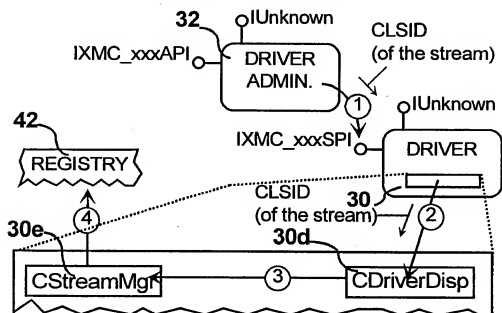 32
IUnknown
IXMC_xxxAPI
DRIVER
ADMIN.
CLSID
(of the stream)
1
IUnknown
42
IXMC_xxxSPI
REGISTRY
DRIVER
CLSID
(of the stream)
30
2
4
30e
30d
CStreamMgr
3
CDriverDisp